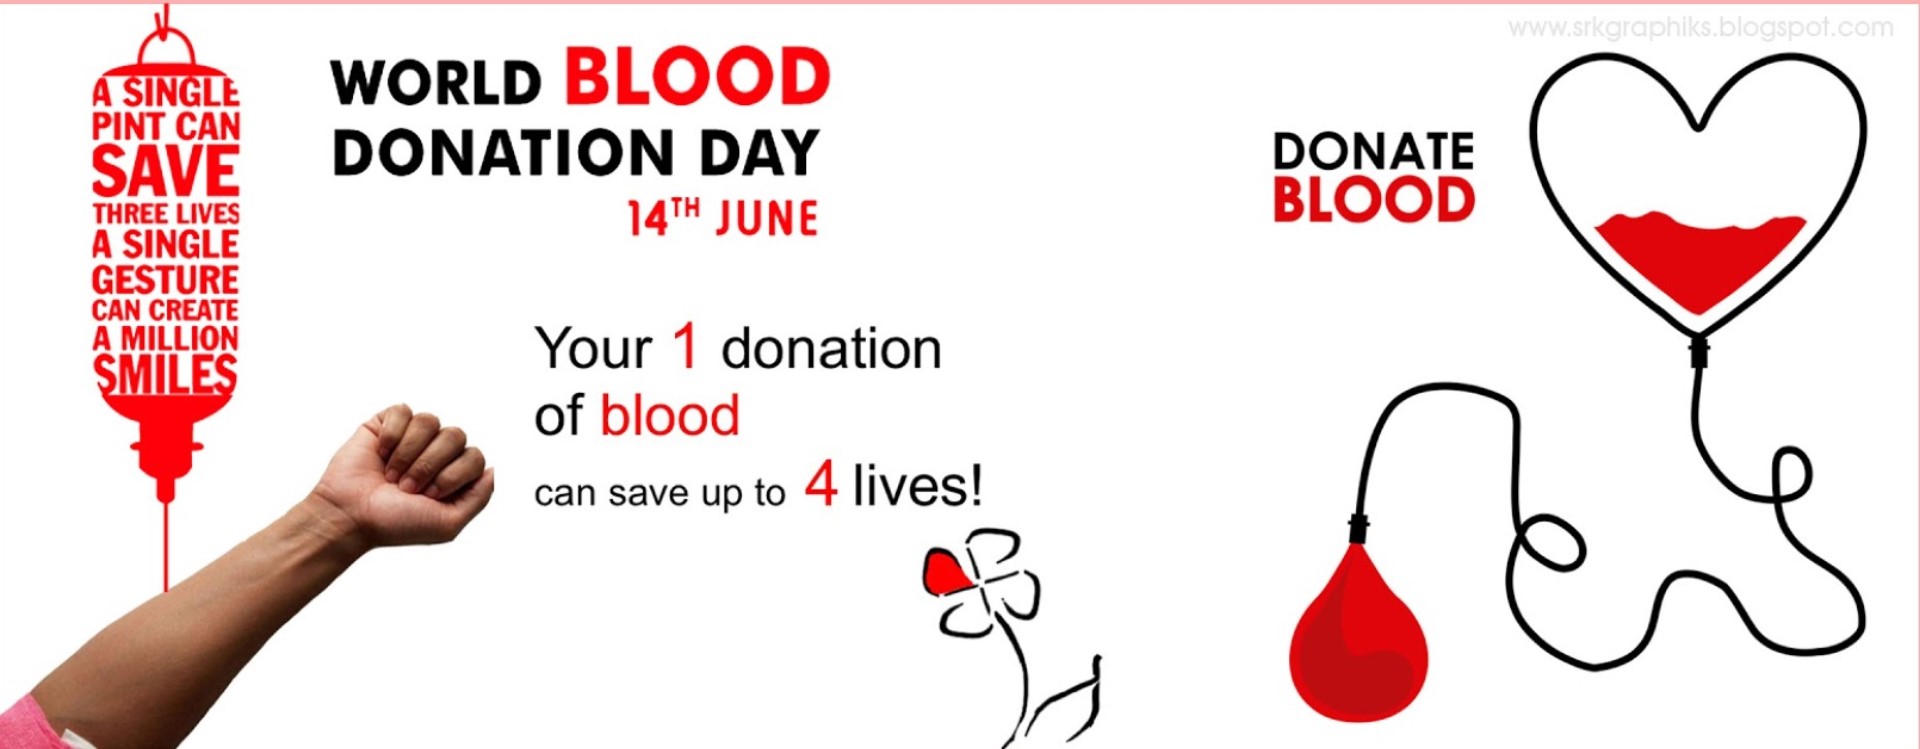 A SINGLE
PINT CAN
SAVE
THREE LIVES
A SINGLE
GESTURE
CAN CREATE
A MILLION
SMILES
WORLD BLOOD
DONATION DAY
14TH JUNE
Your 1 donation
of blood
can save up to 4 lives!
www.srkgraphiks.blogspot.com
DONATE
BLOOD